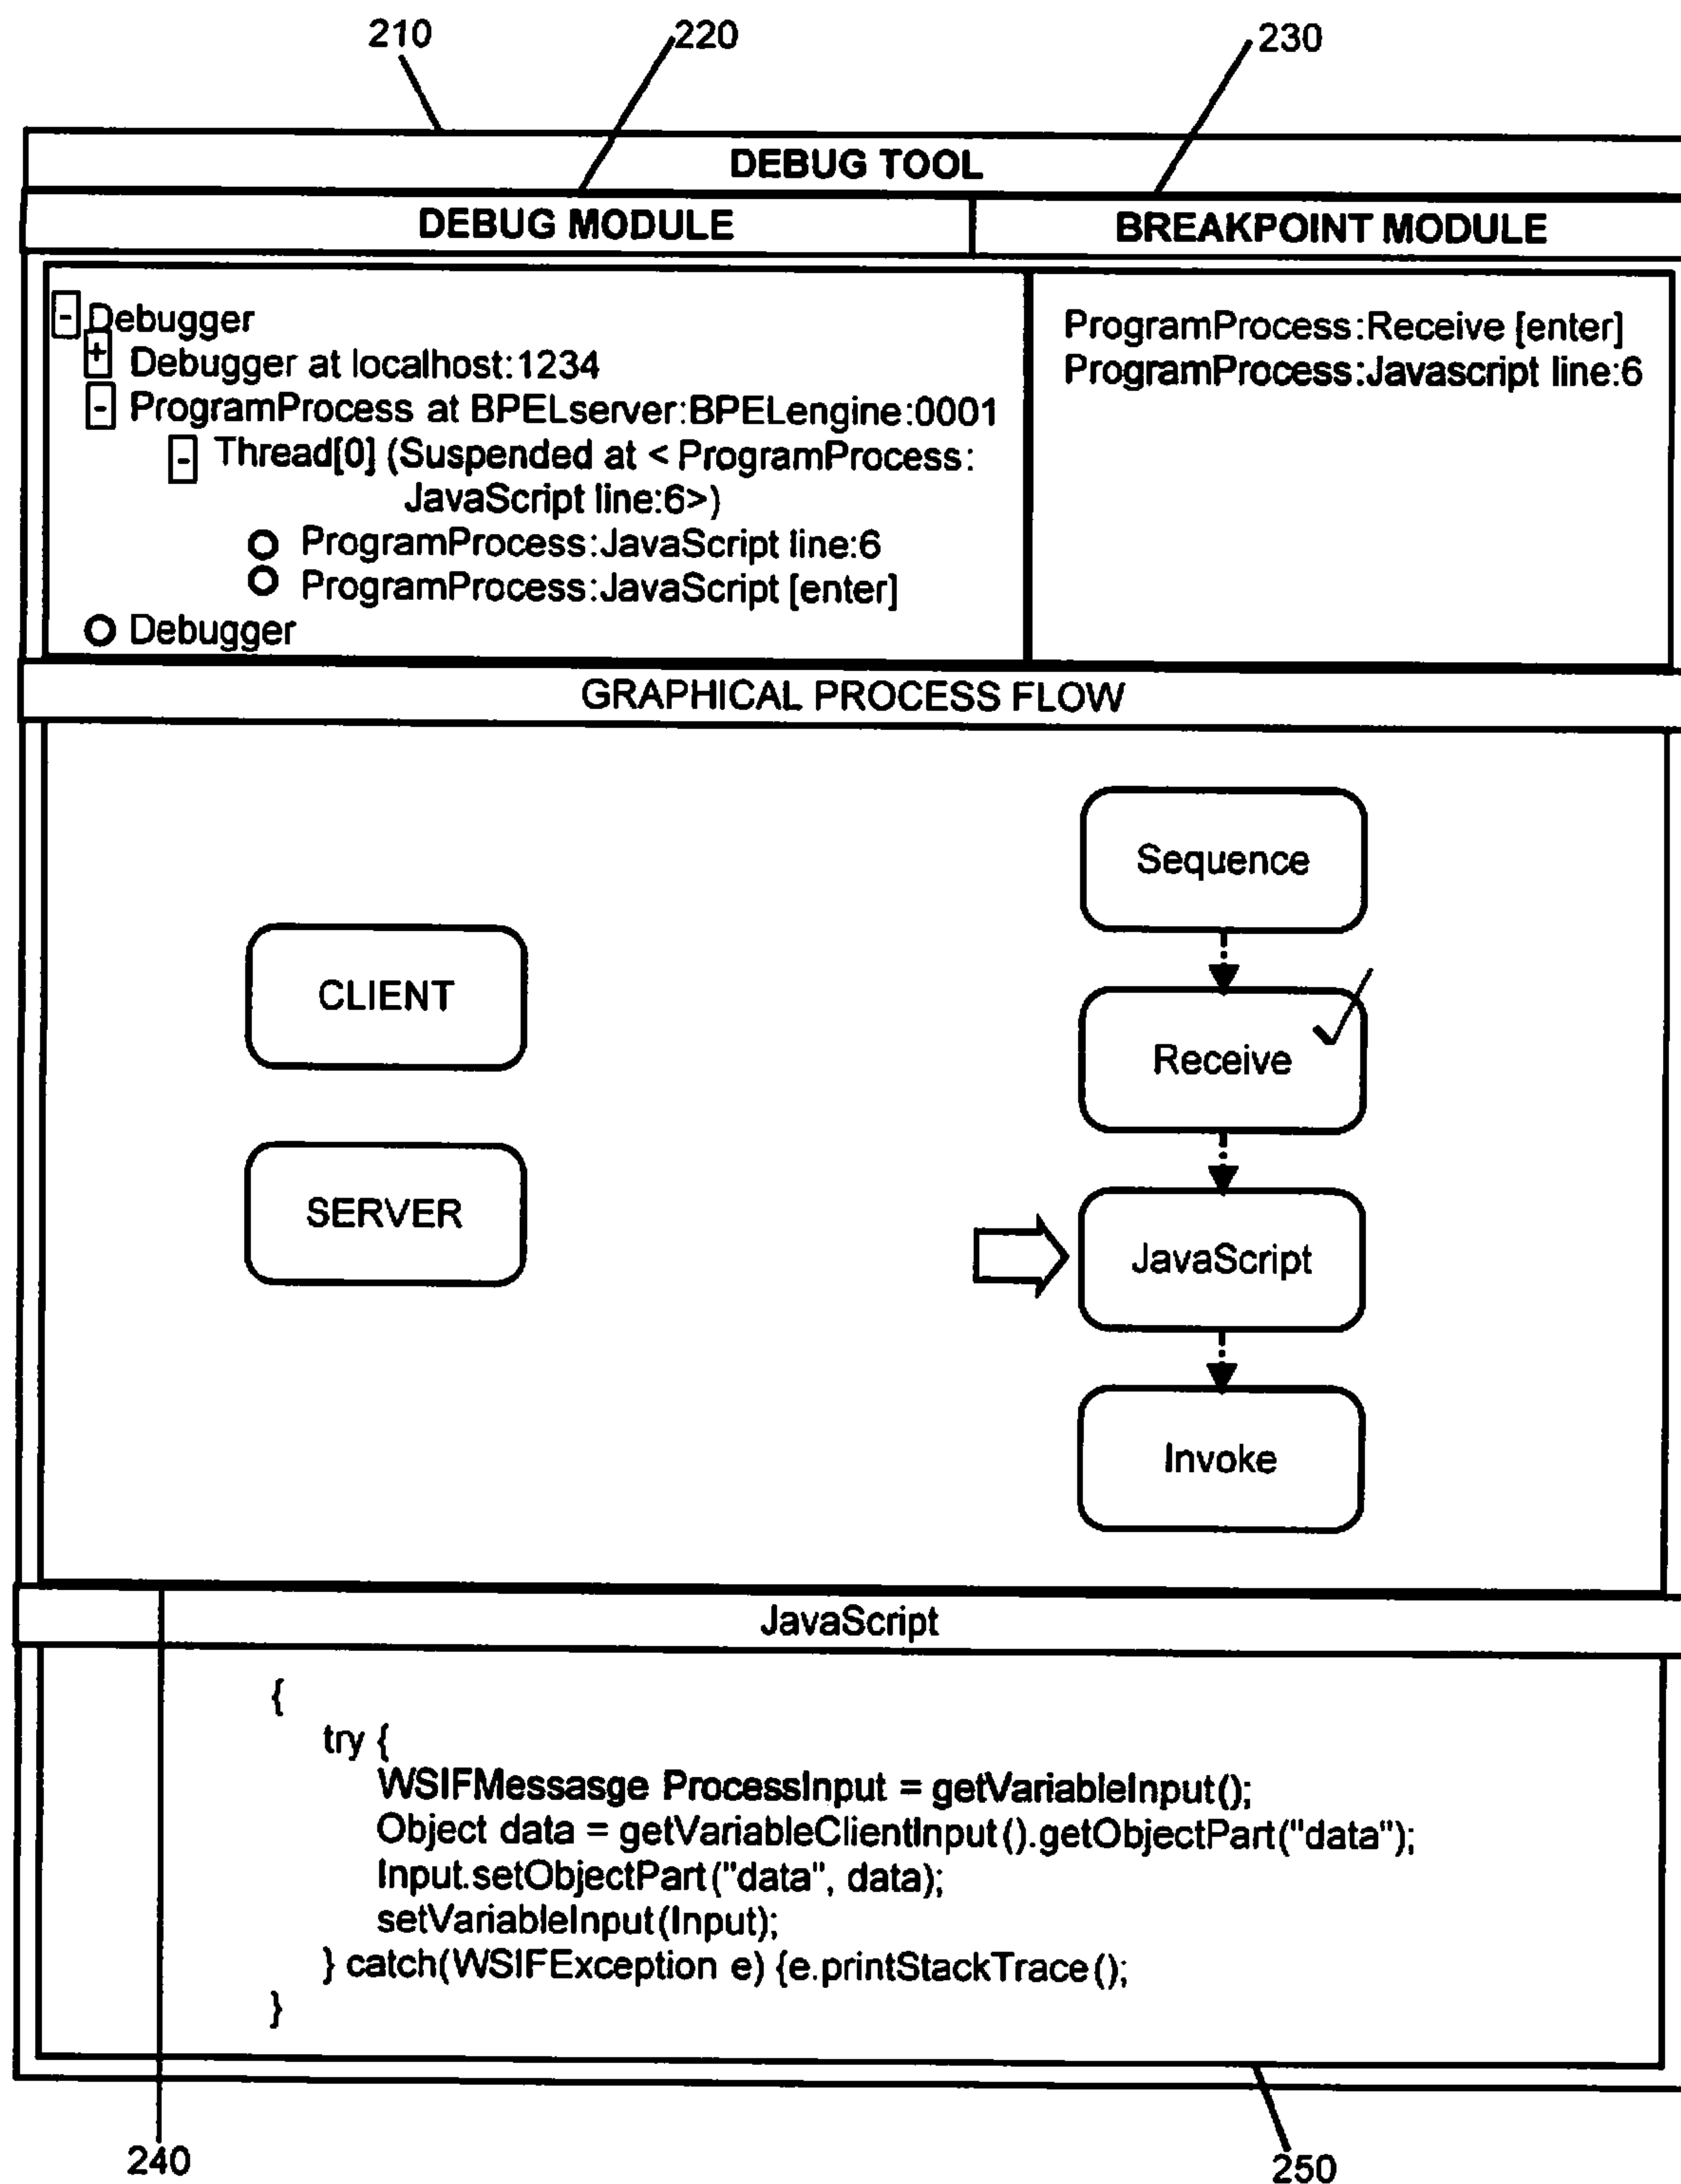 210
220
230
DEBUG TOOL
DEBUG MODULE
BREAKPOINT MODULE
- Debugger
+ Debugger at localhost:1234
- ProgramProcess at BPELserver:BPELengine:0001
- Thread[0] (Suspended at < ProgramProcess:
JavaScript line:6>)
ProgramProcess:JavaScript line:6
ProgramProcess:JavaScript [enter]
Debugger
ProgramProcess:Receive [enter]
ProgramProcess:Javascript line:6
GRAPHICAL PROCESS FLOW
CLIENT
SERVER
Sequence
Receive
JavaScript
Invoke
JavaScript
{
try {
WSIFMessasge ProcessInput = getVariableInput();
Object data = getVariableClientInput().getObjectPart("data");
Input.setObjectPart("data", data);
setVariableInput(Input);
} catch(WSIFException e) {e.printStackTrace();
}
240
250